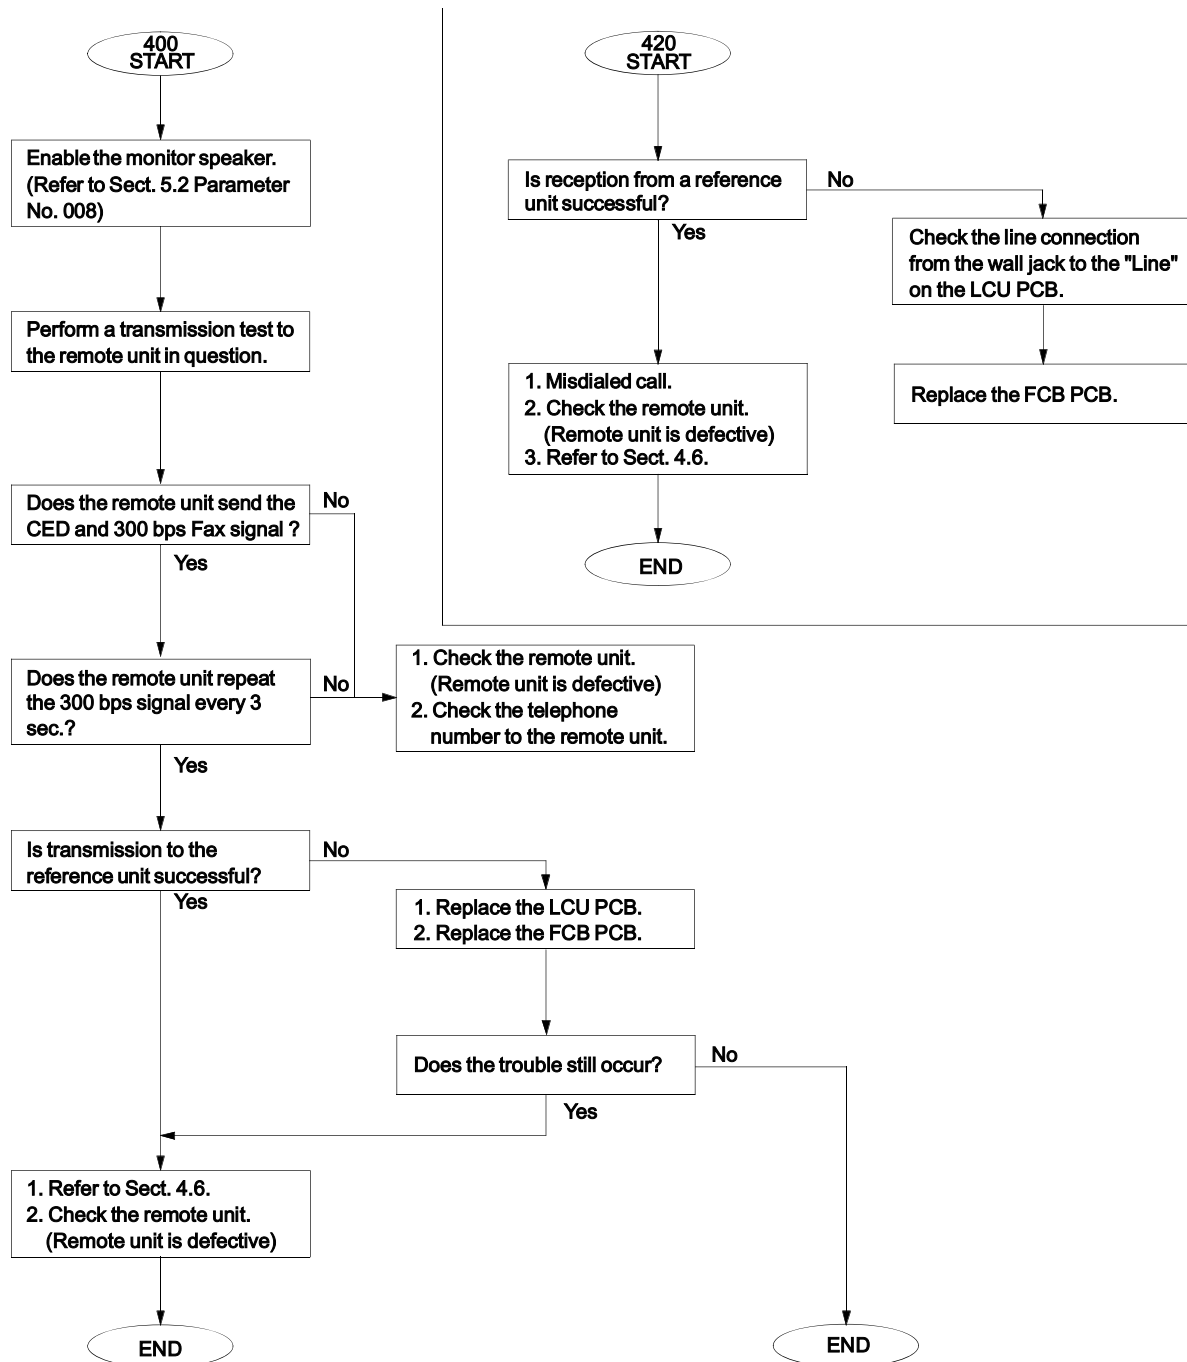 400
START
Enable the monitor speaker.
(Refer to Sect. 5.2 Parameter
No. 008)
Perform a transmission test to
the remote unit in question.
Does the remote unit send the
CED and 300 bps Fax signal ?
No
Yes
Does the remote unit repeat
the 300 bps signal every 3
sec.?
No
Yes
1. Check the remote unit.
(Remote unit is defective)
2. Check the telephone
number to the remote unit.
Is transmission to the
reference unit successful?
No
Yes
1. Replace the LCU PCB.
2. Replace the FCB PCB.
Does the trouble still occur?
No
Yes
1. Refer to Sect. 4.6.
2. Check the remote unit.
(Remote unit is defective)
END
END
420
START
Is reception from a reference
unit successful?
No
Yes
Check the line connection
from the wall jack to the "Line"
on the LCU PCB.
Replace the FCB PCB.
1. Misdialed call.
2. Check the remote unit.
(Remote unit is defective)
3. Refer to Sect. 4.6.
END